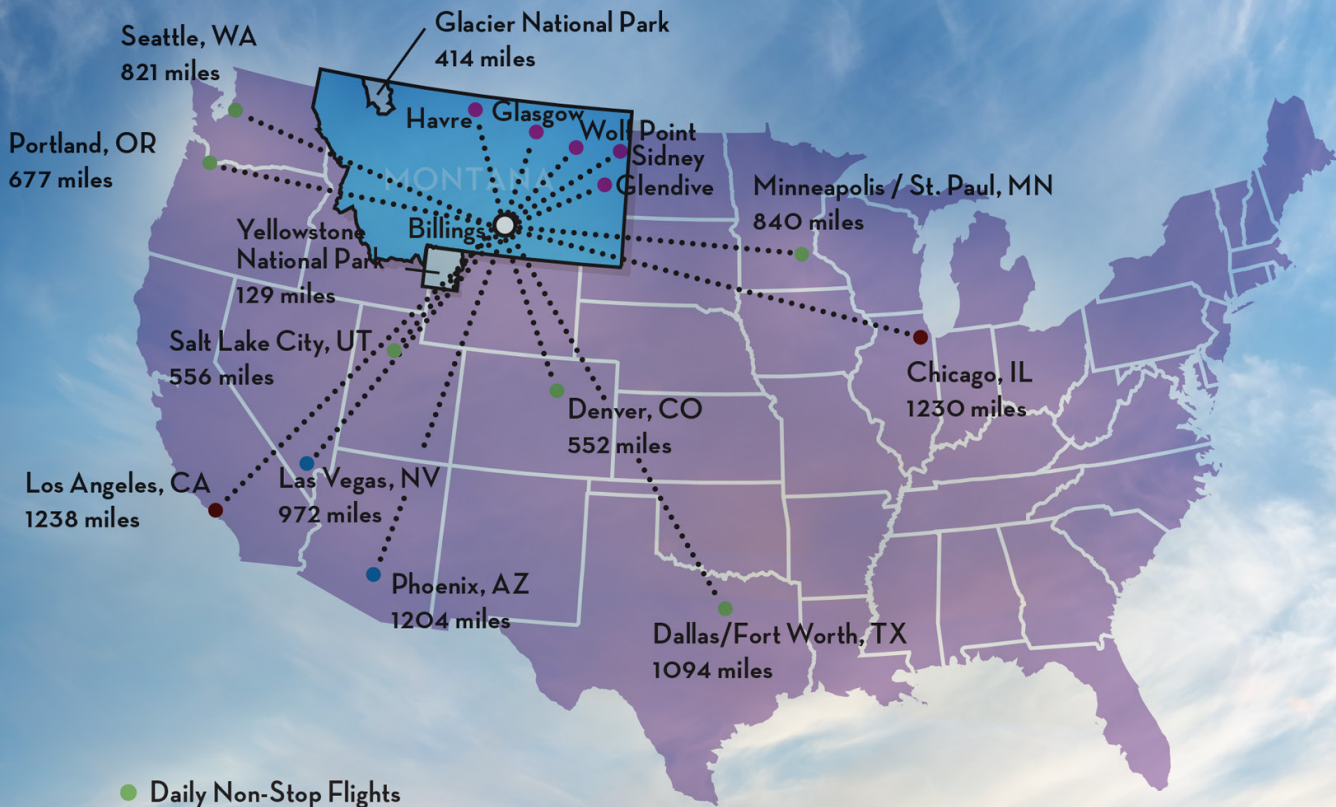 Glacier National Park
414 miles
Seattle, WA
821 miles
Portland, OR
677 miles
Havre
Glasgow
Wolf Point
Sidney
Glendive
MONTANA
Billings
Yellowstone
National Park
129 miles
Minneapolis / St. Paul, MN
840 miles
Salt Lake City, UT
556 miles
Chicago, IL
1230 miles
Denver, CO
552 miles
Los Angeles, CA
1238 miles
Las Vegas, NV
972 miles
Phoenix, AZ
1204 miles
Dallas/Fort Worth, TX
1094 miles
Daily Non-Stop Flights